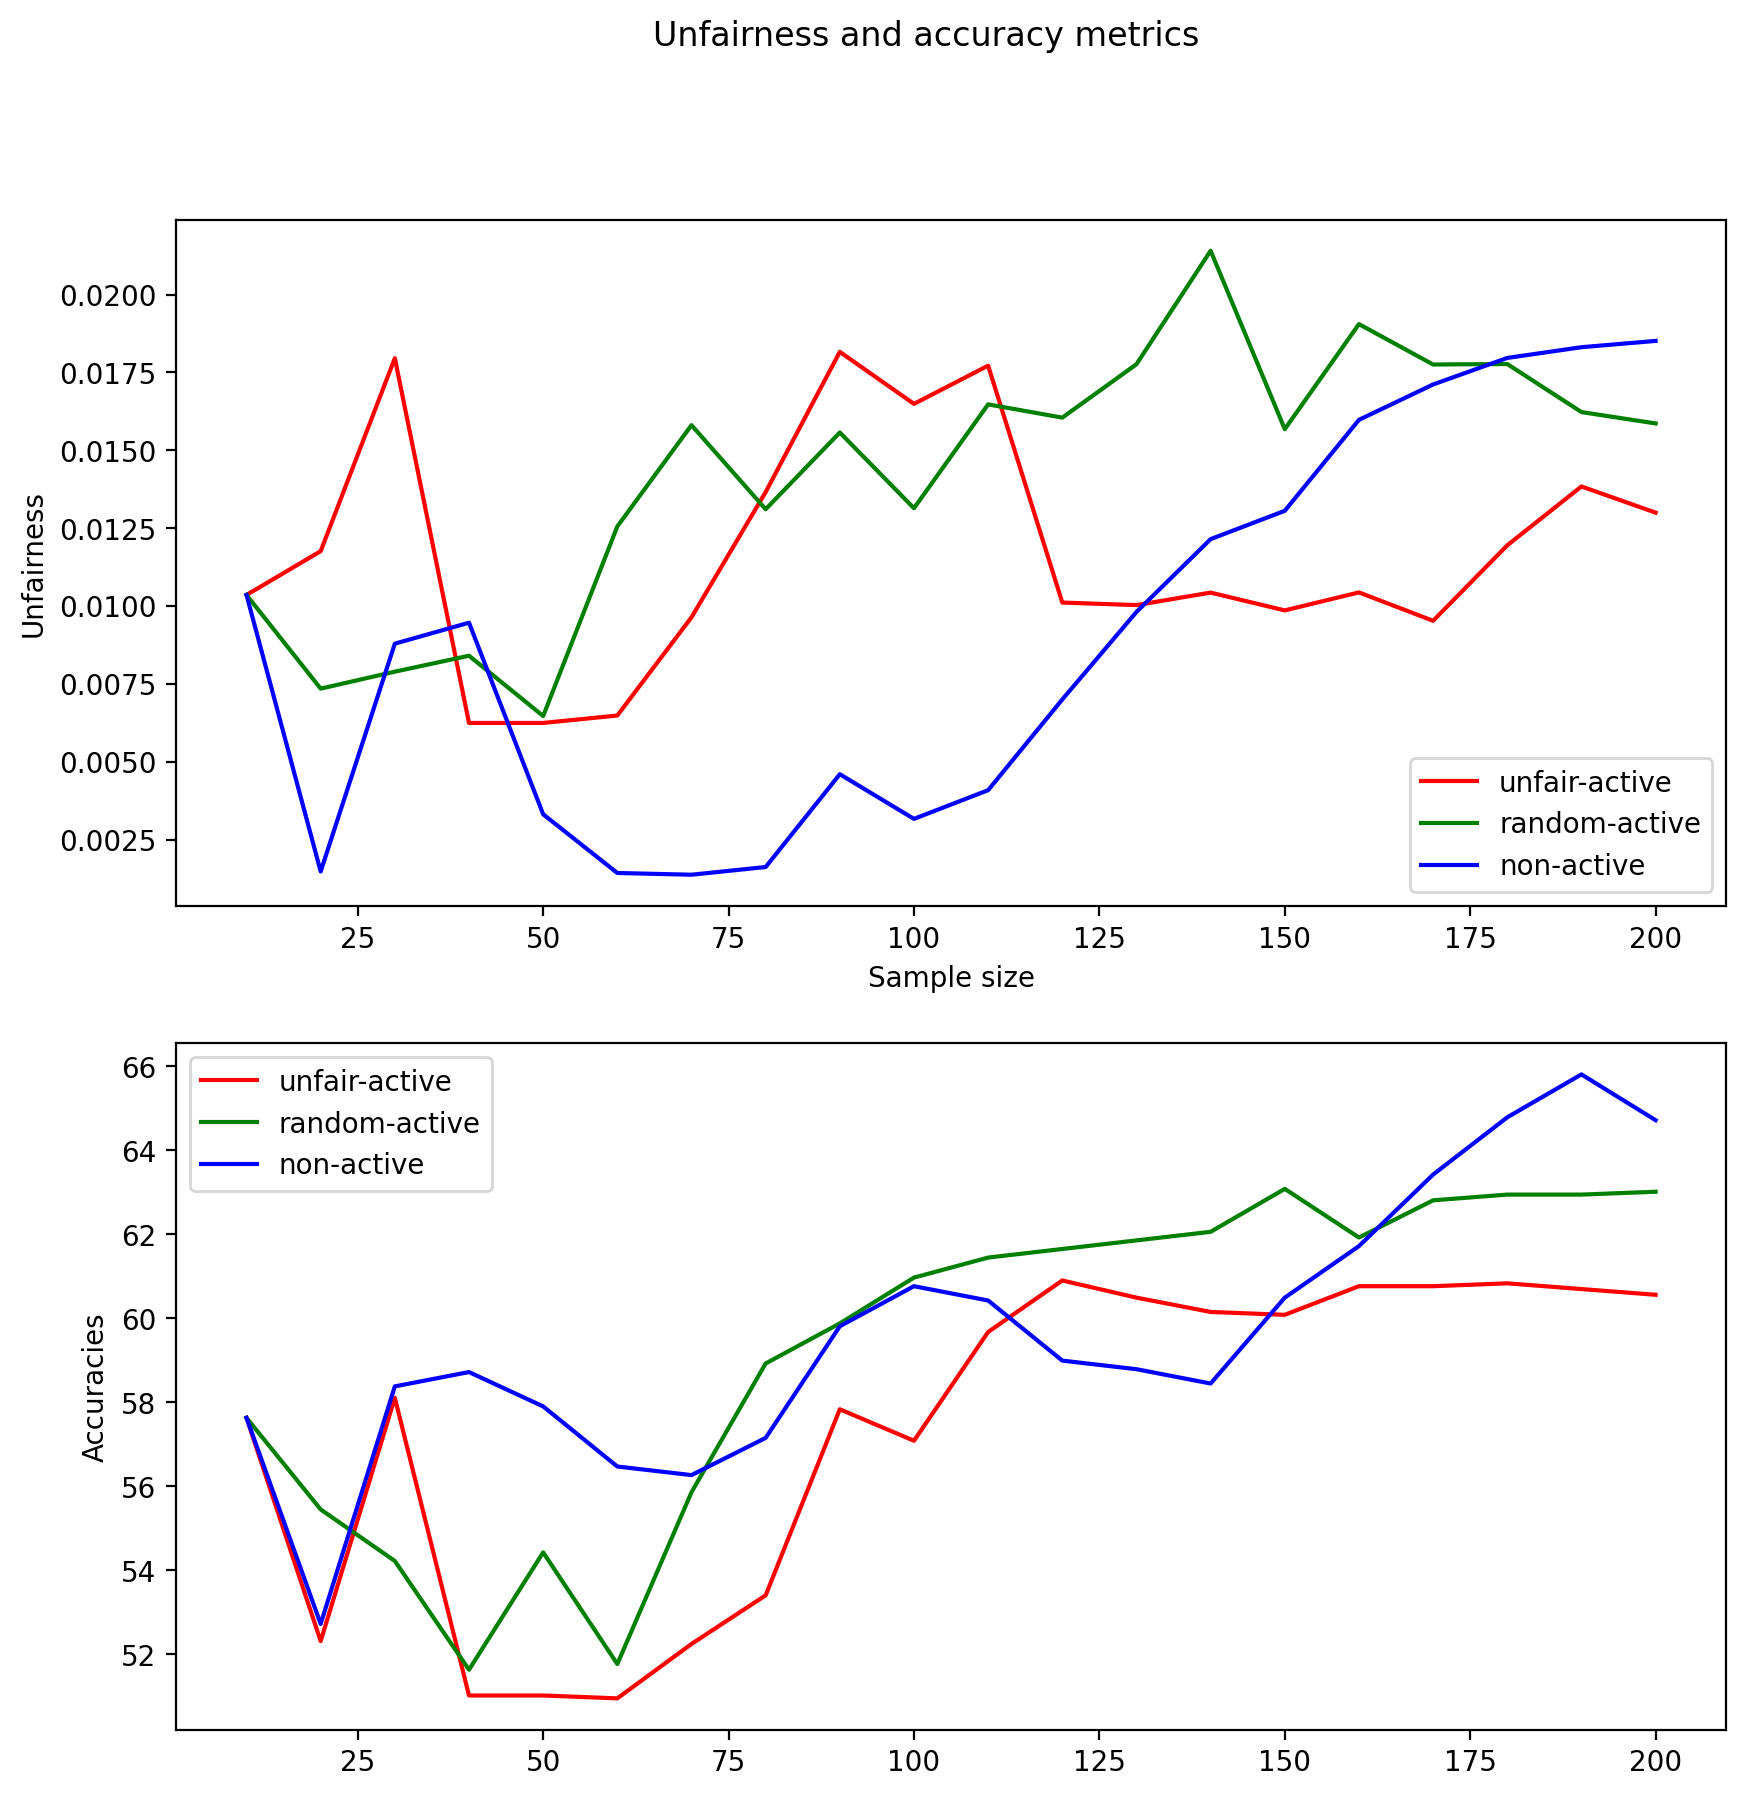 Unfairness and accuracy metrics
0.0200
0.0175
0.0150
0.0125
0.0100
0.0075
0.0050
0.0025
Unfairness
unfair-active
random-active
non-active
25 50 75 100 125 150 175 200
Sample size
66
64
62
60
58
56
54
52
Accuracies
unfair-active
random-active
non-active
25 50 75 100 125 150 175 200